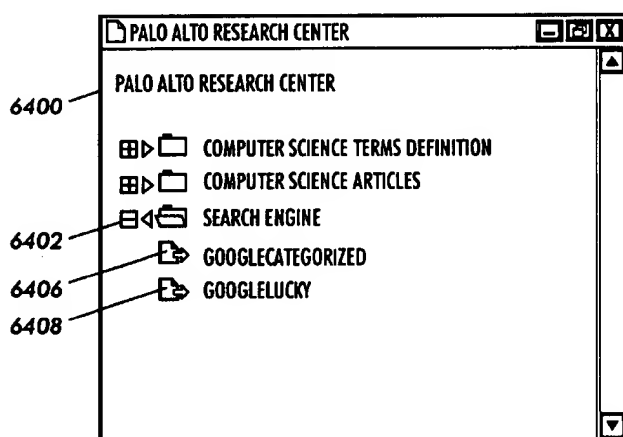 PALO ALTO RESEARCH CENTER
PALO ALTO RESEARCH CENTER
6400
COMPUTER SCIENCE TERMS DEFINITION
COMPUTER SCIENCE ARTICLES
SEARCH ENGINE
6402
GOOGLECATEGORIZED
6406
GOOGLELUCKY
6408